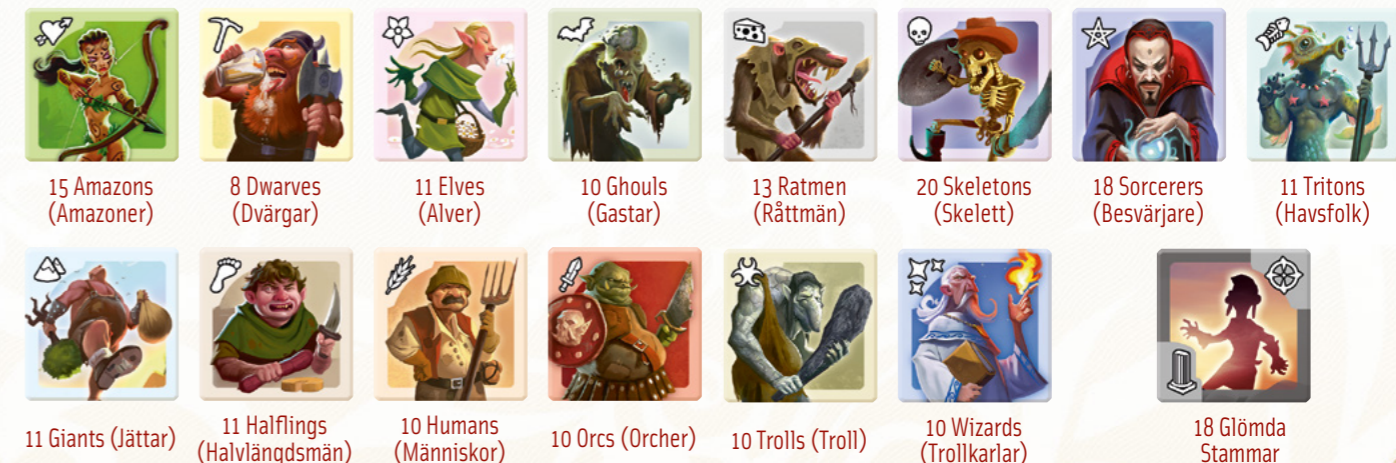 15 Amazons
(Amazoner)
8 Dwarves
(Dvärgar)
11 Elves
(Alver)
10 Ghouls
(Gastar)
13 Ratmen
(Råttmän)
20 Skeletons
(Skelett)
18 Sorcerers
(Besvärjare)
11 Tritons
(Havsfolk)
11 Giants (Jättar)
11 Halflings
(Halvlängdsmän)
10 Humans
(Människor)
10 Orcs (Orcher)
10 Trolls (Troll)
10 Wizards
(Trollkarlar)
18 Glömda
Stammar